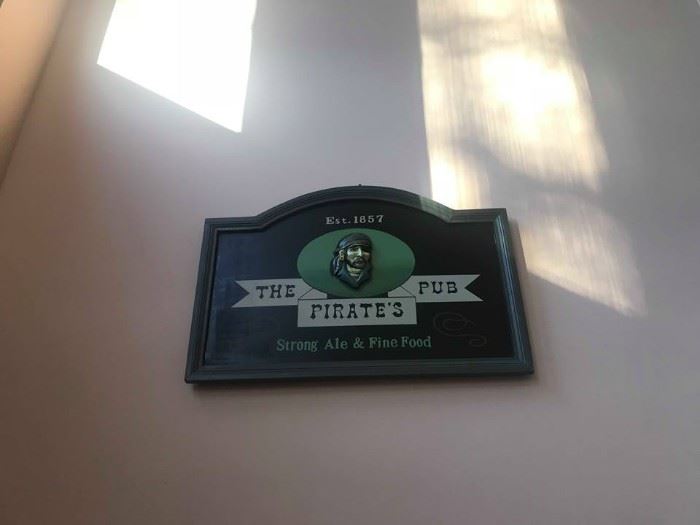 Est. 1857
THE PIRATE'S PUB
Strong Ale & Fine Food